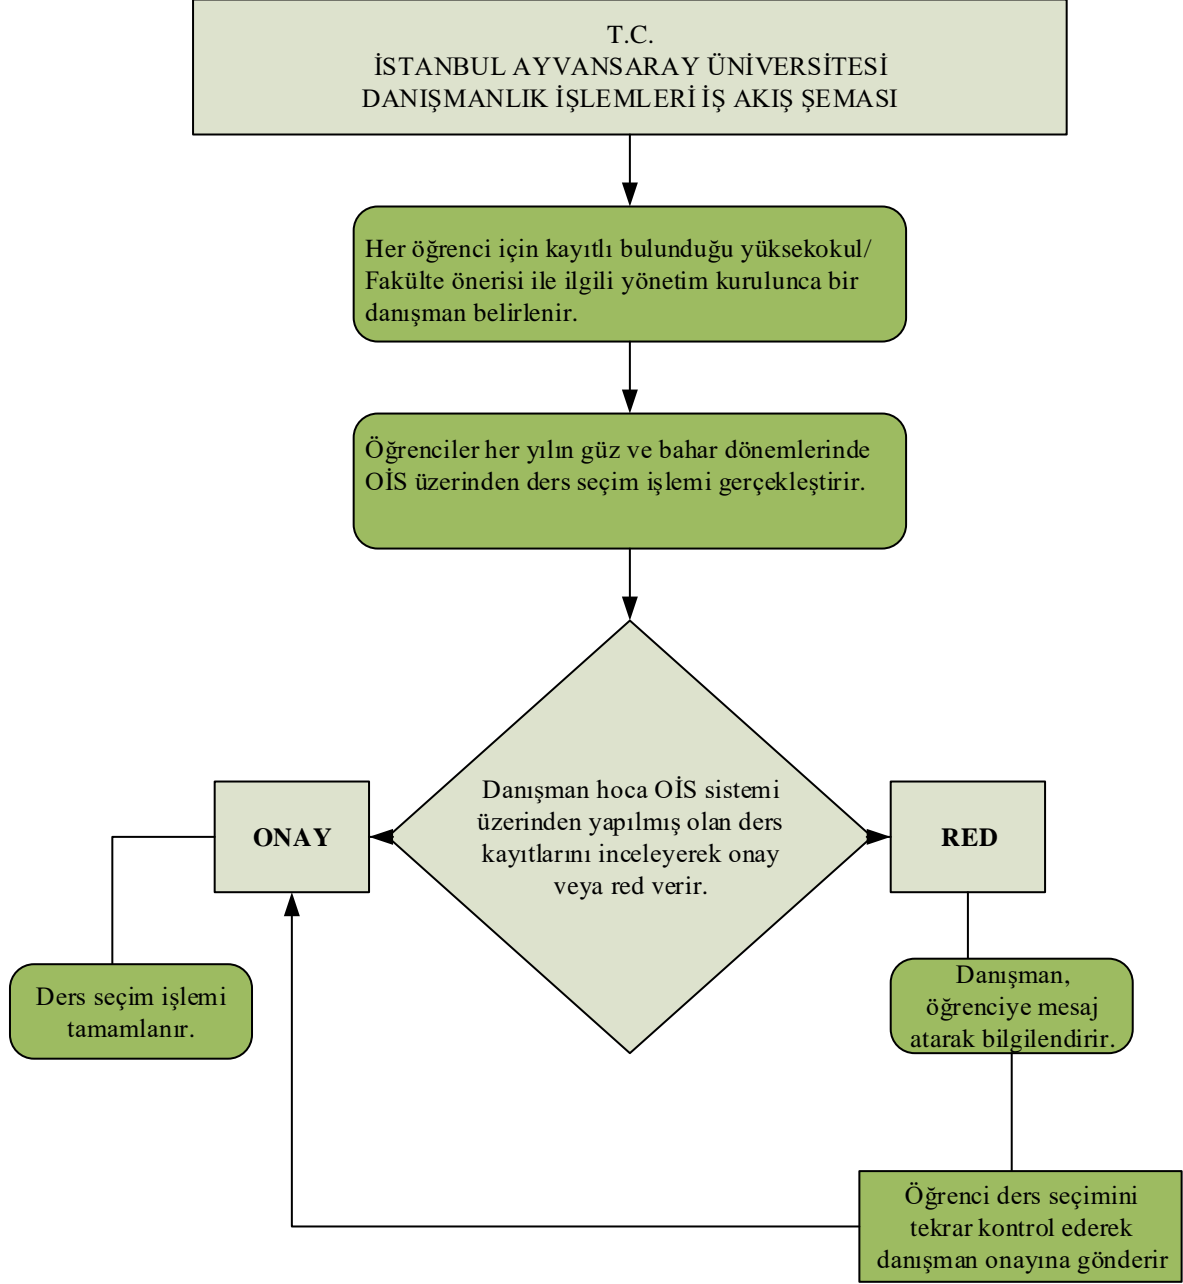 T.C.
İSTANBUL AYVANSARAY ÜNİVERSİTESİ
DANIŞMANLIK İŞLEMLERİ İŞ AKIŞ ŞEMASI
Her öğrenci için kayıtlı bulunduğu yüksekokul/
Fakülte önerisi ile ilgili yönetim kurulunca bir
danışman belirlenir.
Öğrenciler her yılın güz ve bahar dönemlerinde
OİS üzerinden ders seçim işlemi gerçekleştirir.
Danışman hoca OİS sistemi
üzerinden yapılmış olan ders
kayıtlarını inceleyerek onay
veya red verir.
ONAY
RED
Ders seçim işlemi
tamamlanır.
Danışman,
öğrenciye mesaj
atarak bilgilendirir.
Öğrenci ders seçimini
tekrar kontrol ederek
danışman onayına gönderir